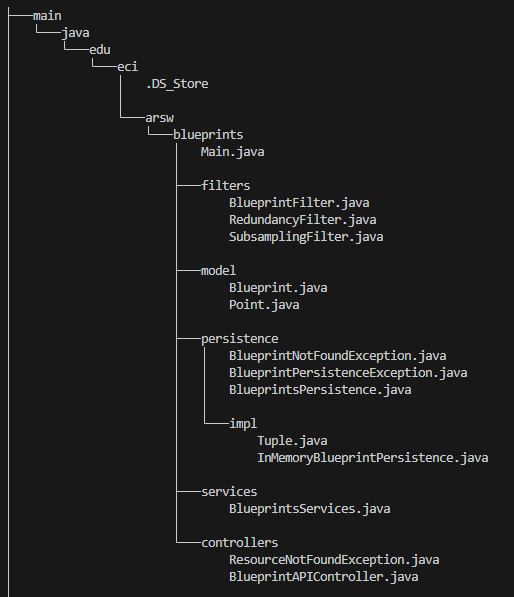 main
java
edu
eci
.DS_Store
arsw
blueprints
Main.java
filters
BlueprintFilter.java
RedundancyFilter.java
SubsamplingFilter.java
model
Blueprint.java
Point.java
persistence
BlueprintNotFoundException.java
BlueprintPersistenceException.java
BlueprintsPersistence.java
impl
Tuple.java
InMemoryBlueprintPersistence.java
services
BlueprintsServices.java
controllers
ResourceNotFoundException.java
BlueprintAPIController.java